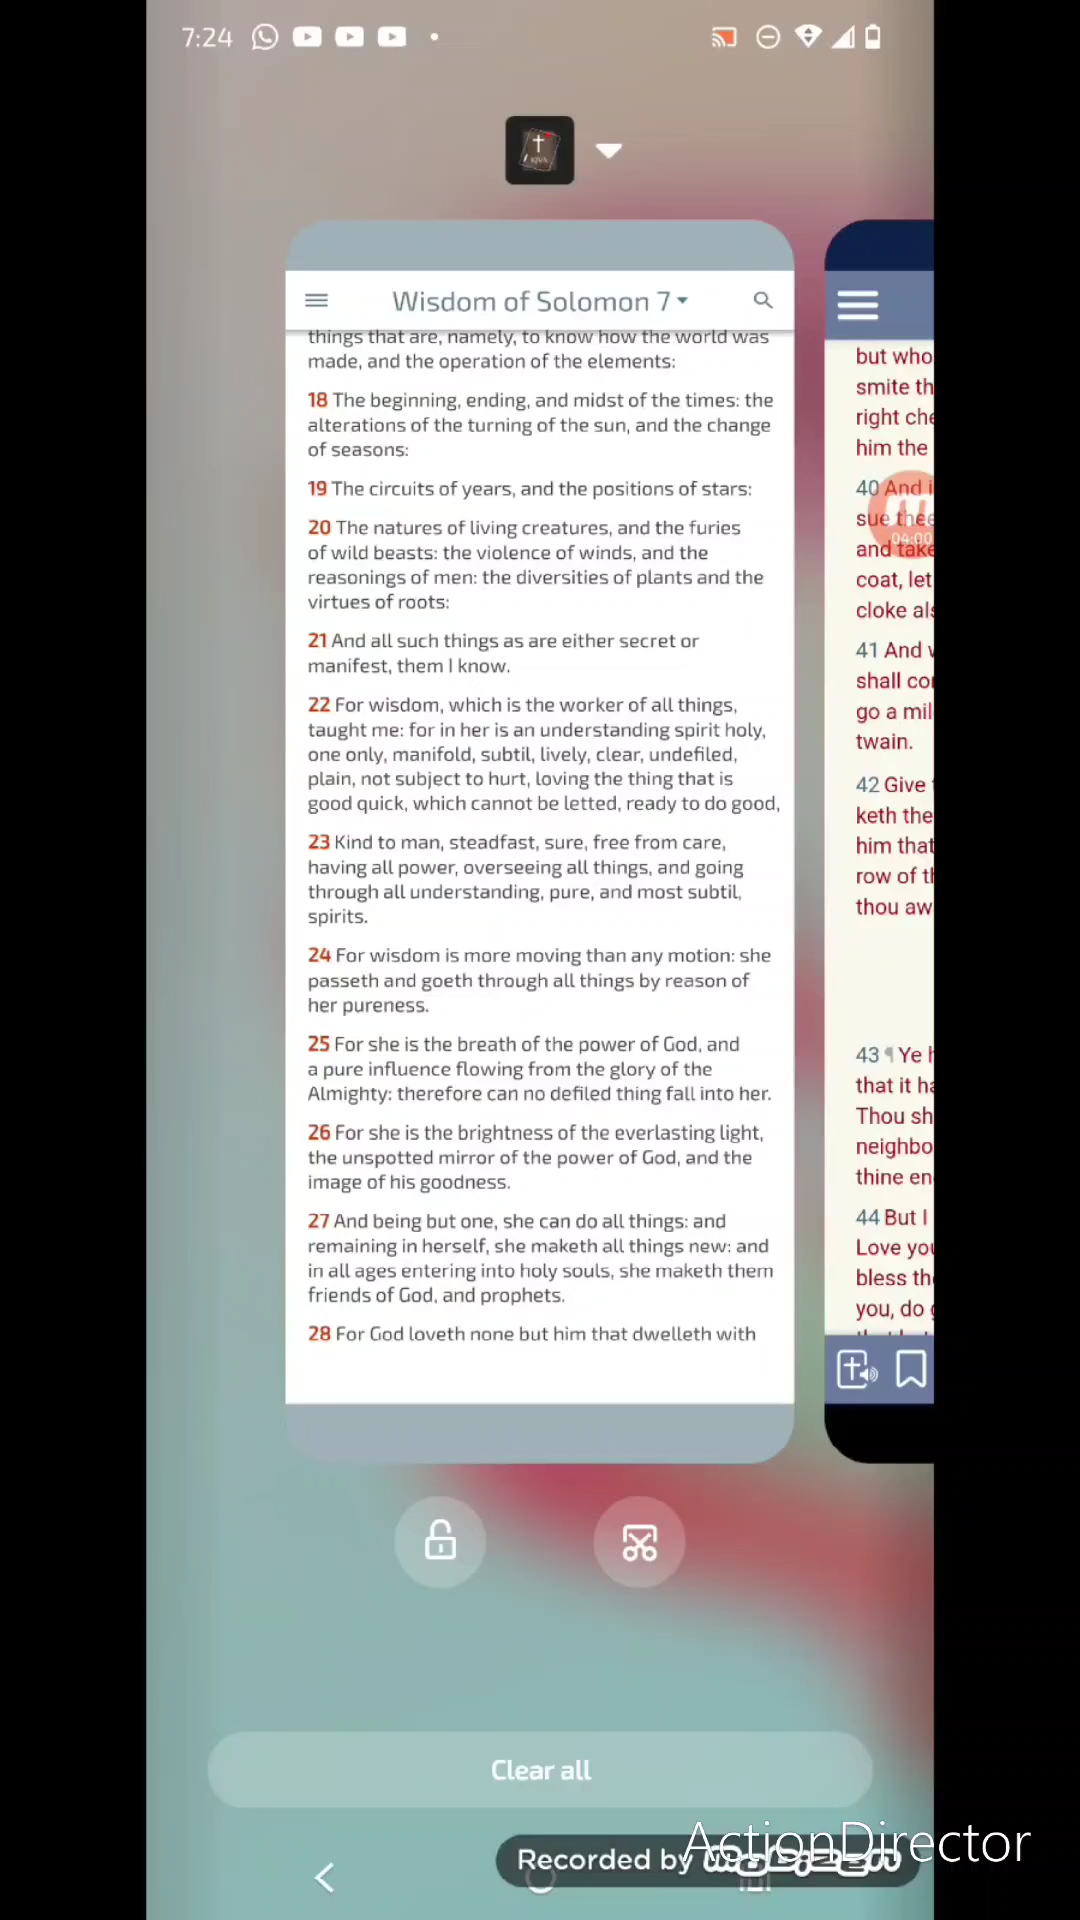 7:24
KJVA
Wisdom of Solomon 7
things that are, namely, to know how the world was
made, and the operation of the elements:
18 The beginning, ending, and midst of the times: the
alterations of the turning of the sun, and the change
of seasons:
19 The circuits of years, and the positions of stars:
20 The natures of living creatures, and the furies
of wild beasts: the violence of winds, and the
reasonings of men: the diversities of plants and the
virtues of roots:
21 And all such things as are either secret or
manifest, them I know.
22 For wisdom, which is the worker of all things,
taught me: for in her is an understanding spirit holy,
one only, manifold, subtil, lively, clear, undefiled,
plain, not subject to hurt, loving the thing that is
good quick, which cannot be letted, ready to do good,
23 Kind to man, steadfast, sure, free from care,
having all power, overseeing all things, and going
through all understanding, pure, and most subtil,
spirits.
24 For wisdom is more moving than any motion: she
passeth and goeth through all things by reason of
her pureness.
25 For she is the breath of the power of God, and
a pure influence flowing from the glory of the
Almighty: therefore can no defiled thing fall into her.
26 For she is the brightness of the everlasting light,
the unspotted mirror of the power of God, and the
image of his goodness.
27 And being but one, she can do all things: and
remaining in herself, she maketh all things new: and
in all ages entering into holy souls, she maketh them
friends of God, and prophets.
28 For God loveth none but him that dwelleth with
but who
smite th
right che
him the
40 And i
sue thee
04:00
and take
coat, let
cloke als
41 And
shall co
go a mil
twain.
42 Give
keth the
him that
row of th
thou aw
43 ¶ Ye h
that it ha
Thou sh
neighbo
thine en
44 But I
Love you
bless th
you, do
Clear all
Recorded by
ActionDirector